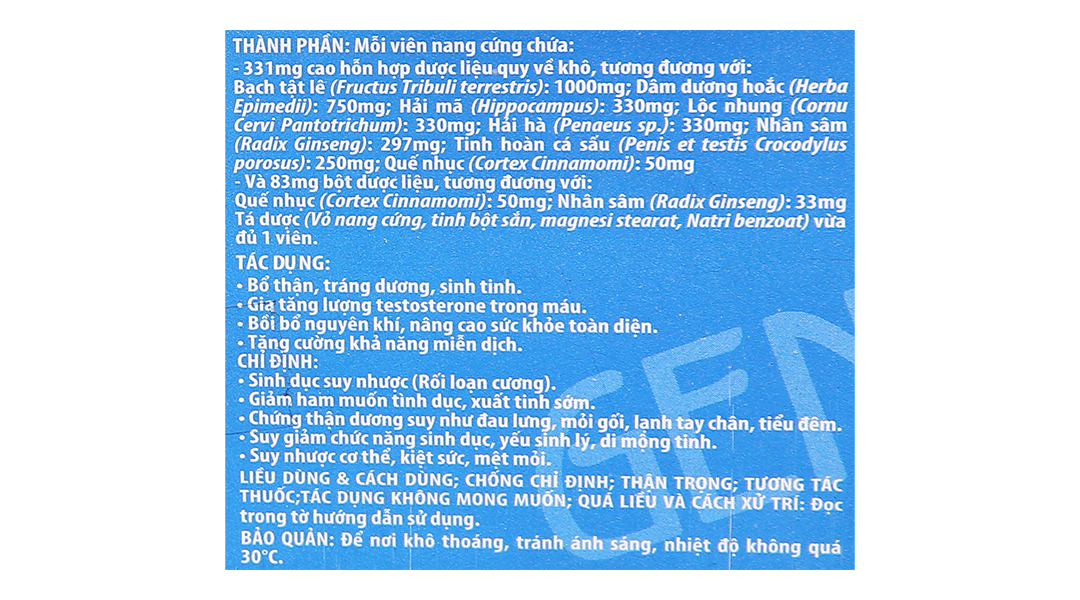 THÀNH PHẦN: Mỗi viên nang cứng chứa:
- 331mg cao hỗn hợp dược liệu quy về khô, tương đương với:
Bạch tật lê (Fructus Tribuli terrestris): 1000mg; Dâm dương hoắc (Herba
Epimedii): 750mg; Hải mã (Hippocampus): 330mg; Lộc nhung (Cornu
Cervi Pantotrichum): 330mg; Hải hà (Penaeus sp.): 330mg; Nhân sâm
(Radix Ginseng): 297mg; Tinh hoàn cá sấu (Penis et testis Crocodylus
porosus): 250mg; Quế nhục (Cortex Cinnamomi): 50mg
- Và 83mg bột dược liệu, tương đương với:
Quế nhục (Cortex Cinnamomi): 50mg; Nhân sâm (Radix Ginseng): 33mg
Tá dược (Vỏ nang cứng, tinh bột sắn, magnesi stearat, Natri benzoat) vừa
đủ 1 viên.
TÁC DỤNG:
• Bổ thận, tráng dương, sinh tinh.
• Gia tăng lượng testosterone trong máu.
• Bồi bổ nguyên khí, nâng cao sức khỏe toàn diện.
• Tăng cường khả năng miễn dịch.
CHỈ ĐỊNH:
• Sinh dục suy nhược (Rối loạn cương).
• Giảm ham muốn tình dục, xuất tinh sớm.
• Chứng thận dương suy như đau lưng, mỏi gối, lạnh tay chân, tiểu đêm.
• Suy giảm chức năng sinh dục, yếu sinh lý, di mộng tinh.
• Suy nhược cơ thể, kiệt sức, mệt mỏi.
LIỀU DÙNG & CÁCH DÙNG; CHỐNG CHỈ ĐỊNH; THẬN TRỌNG; TƯƠNG TÁC
THUỐC;TÁC DỤNG KHÔNG MONG MUỐN; QUÁ LIỀU VÀ CÁCH XỬ TRÍ: Đọc
trong tờ hướng dẫn sử dụng.
BẢO QUẢN: Để nơi khô thoáng, tránh ánh sáng, nhiệt độ không quá
30°C.
GEN